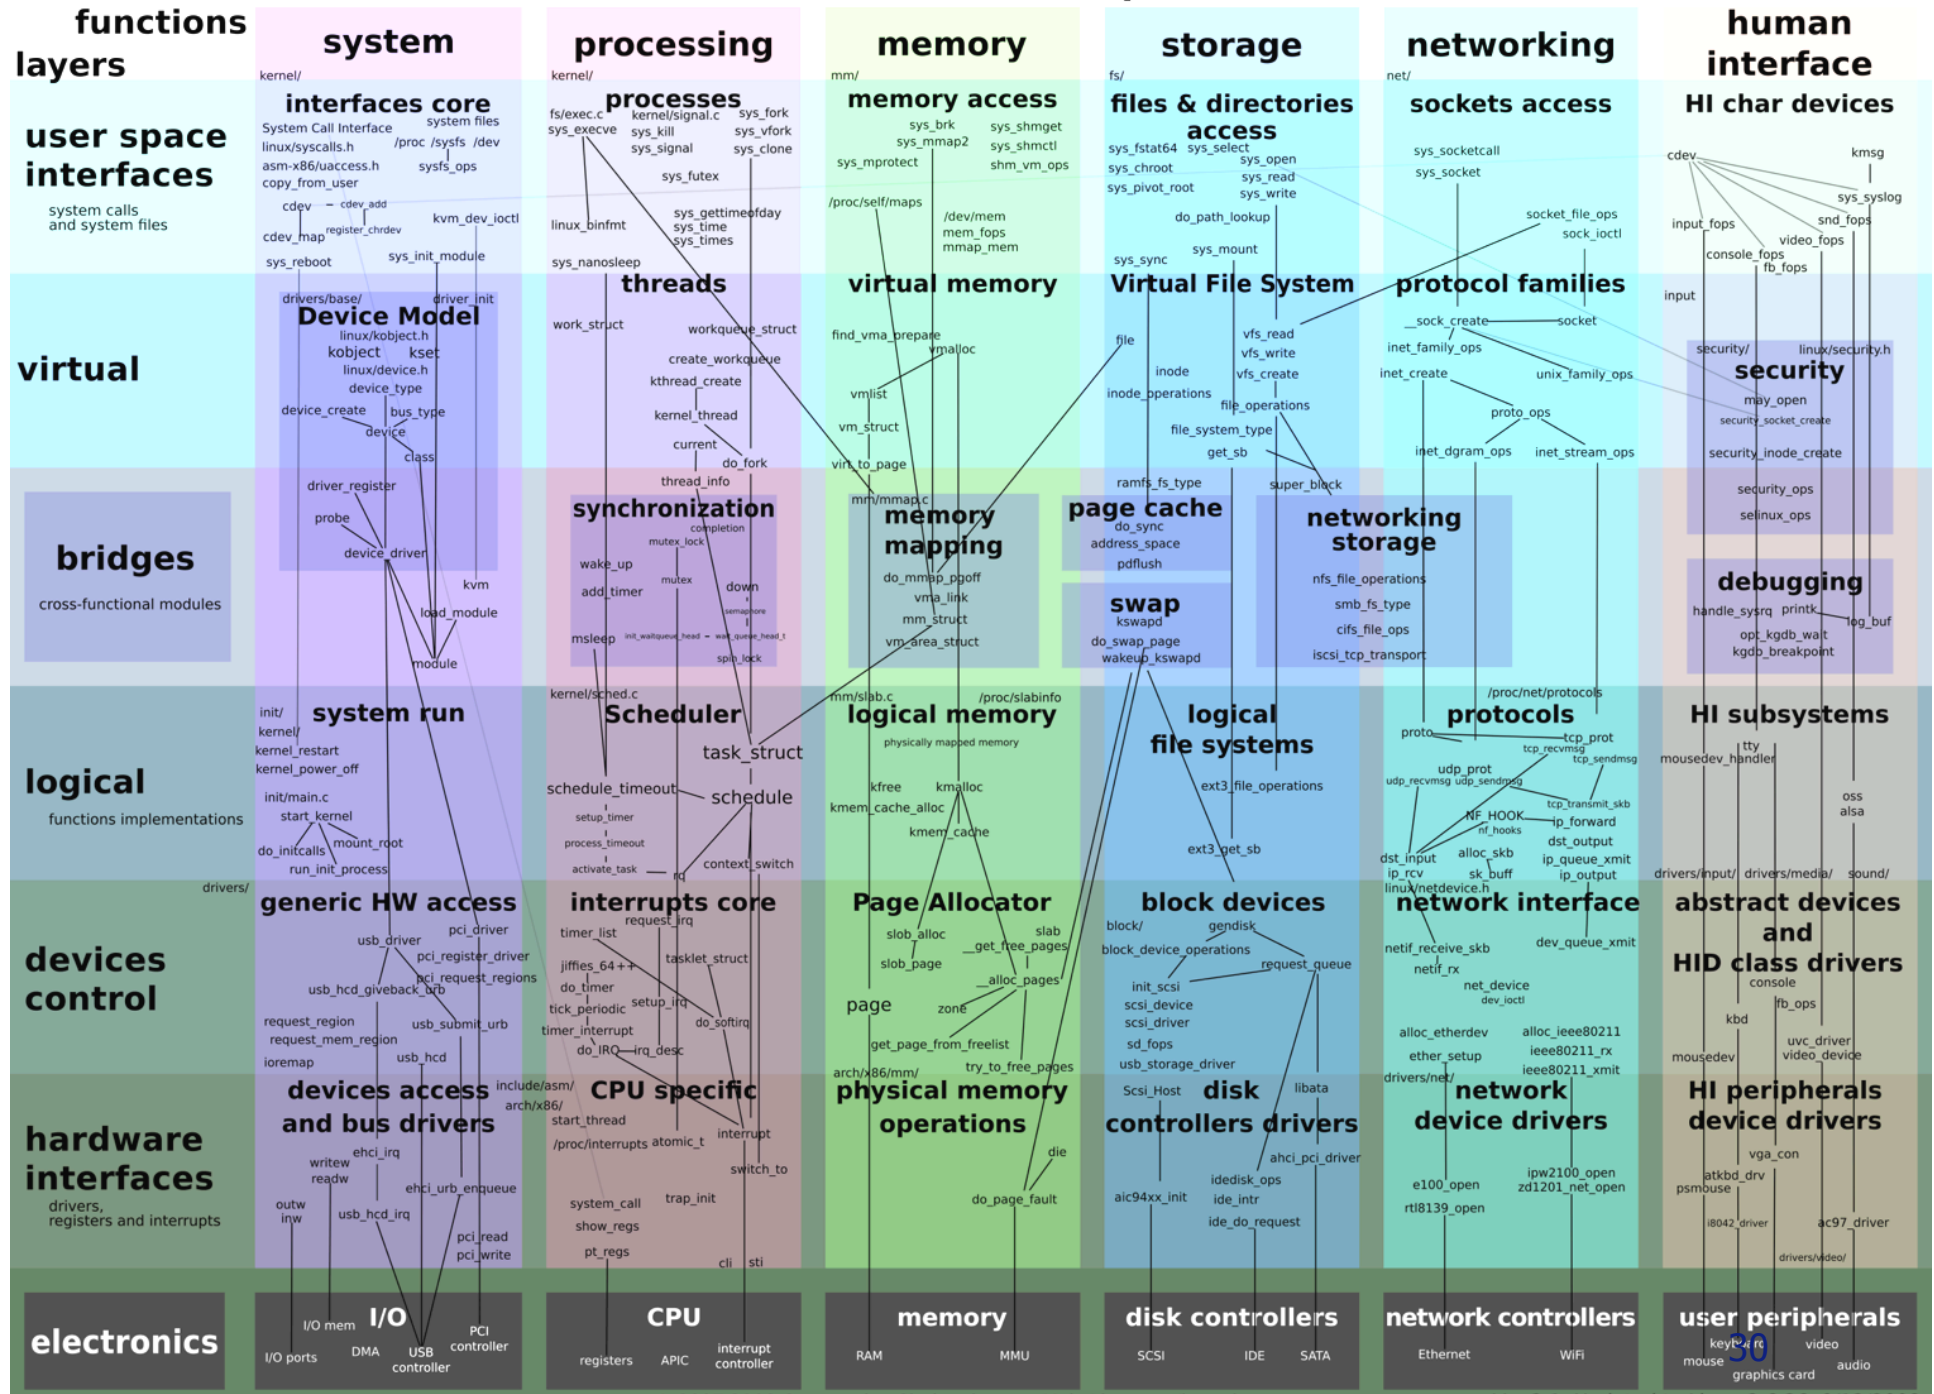 functions
layers
system
processing
memory
storage
networking
human
interface
kernel/
kernel/
mm/
fs/
net/
user space
interfaces
system calls
and system files
interfaces core
System Call Interface
system files
linux/syscalls.h
/proc /sysfs /dev
asm-x86/uaccess.h
sysfs_ops
copy_from_user
cdev
cdev_add
register_chrdev
kvm_dev_ioctl
cdev_map
sys_reboot
sys_init_module
processes
fs/exec.c
kernel/signal.c
sys_fork
sys_execve
sys_kill
sys_vfork
sys_signal
sys_clone
sys_futex
sys_gettimeofday
sys_time
sys_times
linux_binfmt
sys_nanosleep
memory access
sys_brk
sys_shmget
sys_mmap2
sys_shmctl
sys_mprotect
shm_vm_ops
/proc/self/maps
/dev/mem
mem_fops
mmap_mem
files & directories
access
sys_fstat64
sys_select
sys_chroot
sys_open
sys_read
sys_pivot_root
sys_write
do_path_lookup
sys_mount
sys_sync
sockets access
sys_socketcall
sys_socket
socket_file_ops
sock_ioctl
HI char devices
cdev
kmsg
sys_syslog
input_fops
snd_fops
video_fops
console_fops
fb_fops
virtual
drivers/base/
driver_init
Device Model
linux/kobject.h
kobject
kset
linux/device.h
device_type
device_create
bus_type
device
class
driver_register
probe
device_driver
threads
work_struct
workqueue_struct
create_workqueue
kthread_create
kernel_thread
current
do_fork
thread_info
virtual memory
find_vma_prepare
vmalloc
vmlist
vm_struct
virt_to_page
Virtual File System
file
vfs_read
vfs_write
inode
vfs_create
inode_operations
file_operations
file_system_type
get_sb
ramfs_fs_type
super_block
protocol families
__sock_create
socket
inet_family_ops
inet_create
unix_family_ops
proto_ops
inet_dgram_ops
inet_stream_ops
input
security/
linux/security.h
security
may_open
security_socket_create
security_inode_create
security_ops
selinux_ops
bridges
cross-functional modules
kvm
load_module
module
synchronization
completion
mutex_lock
wake_up
mutex
add_timer
down
semaphore
msleep
init_waitqueue_head
wait_queue_head_t
spin_lock
mm/mmap.c
memory
mapping
do_mmap_pgoff
vma_link
mm_struct
vm_area_struct
page cache
do_sync
address_space
pdflush
swap
kswapd
do_swap_page
wakeup_kswapd
networking
storage
nfs_file_operations
smb_fs_type
cifs_file_ops
iscsi_tcp_transport
debugging
handle_sysrq
printk
log_buf
opt_kgdb_wait
kgdb_breakpoint
logical
functions implementations
init/
system run
kernel/
kernel_restart
kernel_power_off
init/main.c
start_kernel
mount_root
do_initcalls
run_init_process
kernel/sched.c
Scheduler
task_struct
schedule_timeout
schedule
setup_timer
process_timeout
context_switch
activate_task
rq
mm/slab.c
/proc/slabinfo
logical memory
physically mapped memory
kfree
kmalloc
kmem_cache_alloc
kmem_cache
logical
file systems
ext3_file_operations
ext3_get_sb
/proc/net/protocols
protocols
proto
tcp_prot
tcp_recvmsg
tcp_sendmsg
udp_prot
udp_recvmsg
udp_sendmsg
tcp_transmit_skb
NF_HOOK
nf_hooks
ip_forward
dst_output
dst_input
alloc_skb
ip_queue_xmit
ip_rcv
sk_buff
ip_output
HI subsystems
tty
mousedev_handler
oss
alsa
drivers/input/
drivers/media/
sound/
devices
control
drivers/
generic HW access
usb_driver
pci_driver
pci_register_driver
pci_request_regions
usb_hcd_giveback_urb
request_region
usb_submit_urb
request_mem_region
usb_hcd
ioremap
interrupts core
request_irq
timer_list
tasklet_struct
jiffies_64++
do_timer
setup_irq
tick_periodic
do_softirq
timer_interrupt
do_IRQ
irq_desc
Page Allocator
slab
slob_alloc
__get_free_pages
slob_page
__alloc_pages
page
zone
get_page_from_freelist
try_to_free_pages
block devices
block/
gendisk
block_device_operations
request_queue
init_scsi
scsi_device
scsi_driver
sd_fops
usb_storage_driver
linux/netdevice.h
network interface
netif_receive_skb
dev_queue_xmit
netif_rx
net_device
dev_ioctl
alloc_etherdev
alloc_ieee80211
ether_setup
ieee80211_rx
ieee80211_xmit
abstract devices
and
HID class drivers
console
fb_ops
kbd
uvc_driver
mousedev
video_device
hardware
interfaces
drivers,
registers and interrupts
devices access
and bus drivers
ehci_irq
writew
readw
ehci_urb_enqueue
outw
inw
usb_hcd_irq
pci_read
pci_write
include/asm/
arch/x86/
CPU specific
start_thread
/proc/interrupts
atomic_t
interrupt
switch_to
system_call
trap_init
show_regs
pt_regs
cli
sti
arch/x86/mm/
physical memory
operations
die
do_page_fault
Scsi_Host
disk
libata
controllers drivers
ahci_pci_driver
idedisk_ops
aic94xx_init
ide_intr
ide_do_request
drivers/net/
network
device drivers
ipw2100_open
e100_open
zd1201_net_open
rtl8139_open
HI peripherals
device drivers
vga_con
atkbd_drv
psmouse
i8042_driver
ac97_driver
drivers/video/
electronics
I/O
I/O mem
PCI
controller
I/O ports
DMA
USB
controller
CPU
registers
APIC
interrupt
controller
memory
RAM
MMU
disk controllers
SCSI
IDE
SATA
network controllers
Ethernet
WiFi
user peripherals
keyboard
30
video
mouse
audio
graphics card